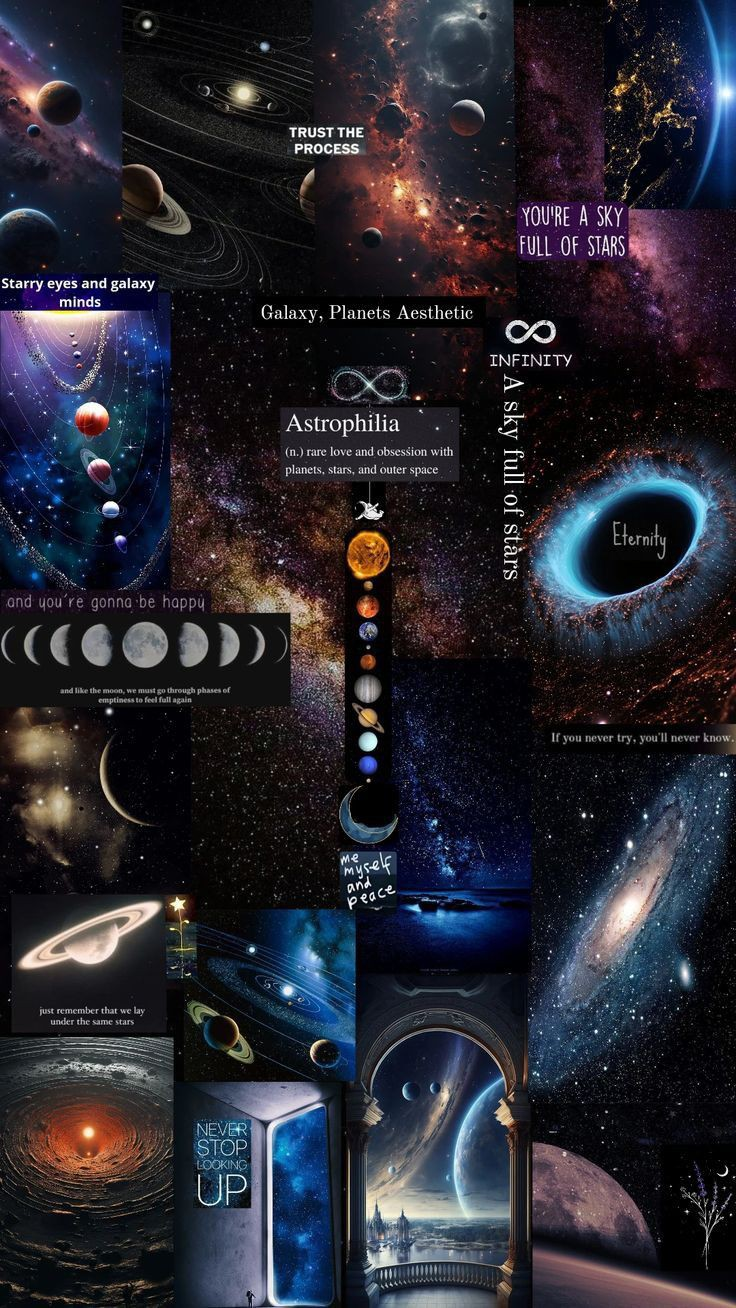 TRUST THE
PROCESS
YOU'RE A SKY
FULL OF STARS
Starry eyes and galaxy
minds
Galaxy, Planets Aesthetic
INFINITY
A sky full of stars
Astrophilia
(n.) rare love and obsession with
planets, stars, and outer space
Eternity
and you're gonna be happy
and like the moon, we must go through phases of
emptiness to feel full again
If you never try, you'll never know.
me
myself
and
peace
just remember that we lay
under the same stars
NEVER
STOP
LOOKING
UP